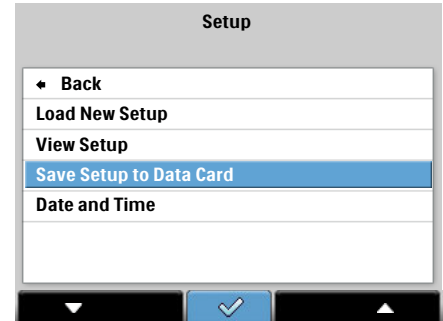 Setup
Back
Load New Setup
View Setup
Save Setup to Data Card
Date and Time